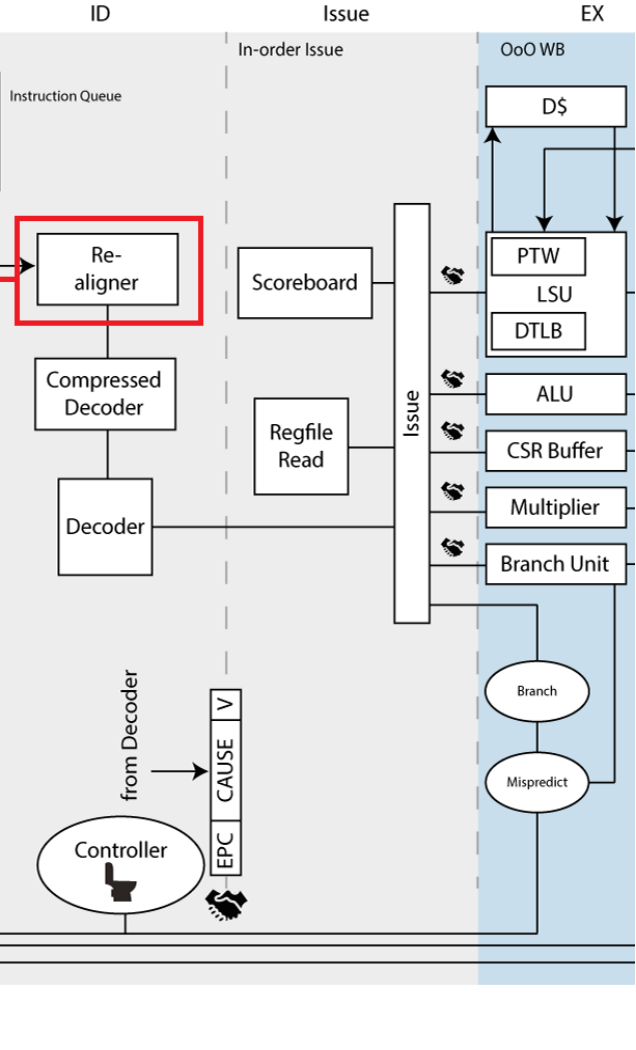 ID
Issue
EX
In-order Issue
OoO WB
Instruction Queue
D$
Re-
aligner
Scoreboard
PTW
LSU
DTLB
Compressed
Decoder
ALU
Issue
Regfile
Read
CSR Buffer
Multiplier
Decoder
Branch Unit
Branch
from Decoder
V
CAUSE
EPC
Mispredict
Controller